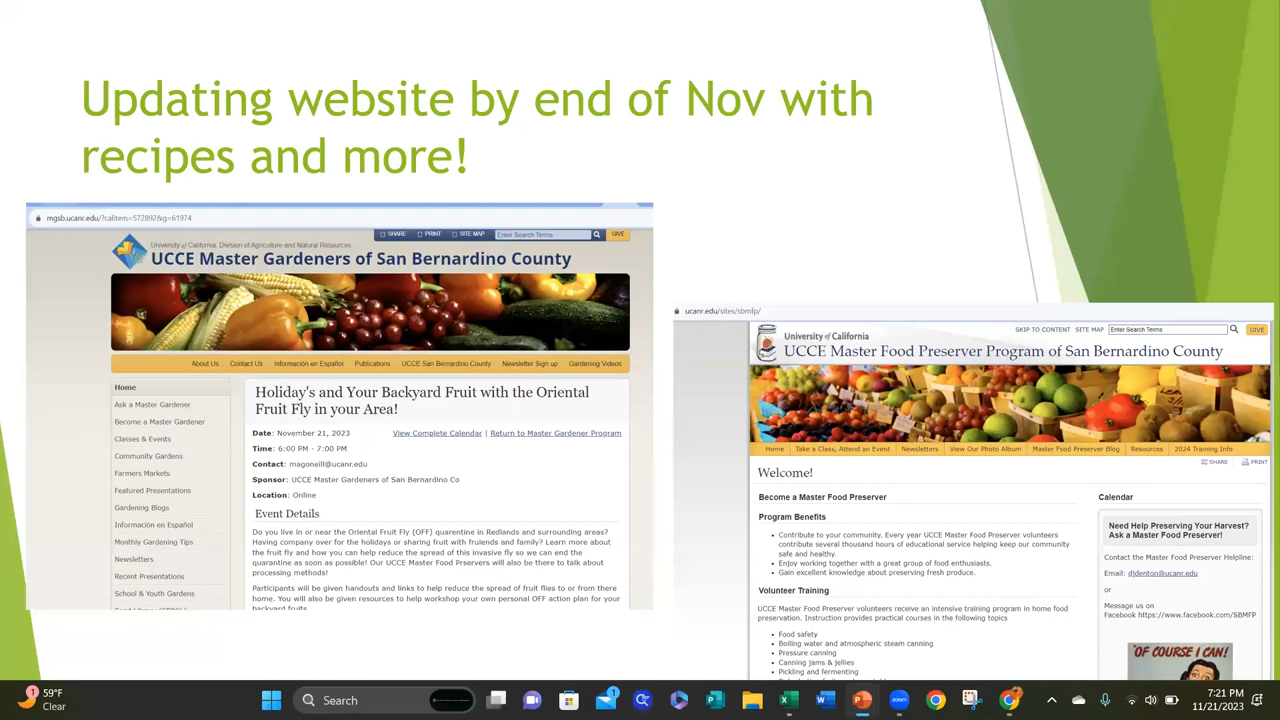 Updating website by end of Nov with
recipes and more!
mgsb.ucanr.edu/?calitem=572892&g=61974
SHARE PRINT SITE MAP Enter Search Terms GIVE
University of California. Division of Agriculture and Natural Resources.
UCCE Master Gardeners of San Bernardino County
About Us Contact Us Información en Español Publications UCCE San Bernardino County Newsletter Sign up Gardening Videos
Home
Ask a Master Gardener
Become a Master Gardener
Classes & Events
Community Gardens
Farmers Markets
Featured Presentations
Gardening Blogs
Información en Español
Monthly Gardening Tips
Newsletters
Recent Presentations
School & Youth Gardens
Holiday's and Your Backyard Fruit with the Oriental
Fruit Fly in your Area!
Date: November 21, 2023 View Complete Calendar | Return to Master Gardener Program
Time: 6:00 PM - 7:00 PM
Contact: magoneill@ucanr.edu
Sponsor: UCCE Master Gardeners of San Bernardino Co
Location: Online
Event Details
Do you live in or near the Oriental Fruit Fly (OFF) quarentine in Redlands and surrounding areas?
Having company over for the holidays or sharing fruit with fruiends and family? Learn more about
the fruit fly and how you can help reduce the spread of this invasive fly so we can end the
quarantine as soon as possible! Our UCCE Master Food Prservers will also be there to talk about
processing methods!
Participants will be given handouts and links to help reduce the spread of fruit flies to or from there
home. You will also be given resources to help workshop your own personal OFF action plan for your
backyard fruits.
ucanr.edu/sites/sbmfp/
SKIP TO CONTENT SITE MAP Enter Search Terms GIVE
University of California
UCCE Master Food Preserver Program of San Bernardino County
Home Take a Class, Attend an Event Newsletters View Our Photo Album Master Food Preserver Blog Resources 2024 Training Info
SHARE PRINT
Welcome!
Become a Master Food Preserver
Program Benefits
Contribute to your community. Every year UCCE Master Food Preserver volunteers
contribute several thousand hours of educational service helping keep our community
safe and healthy.
Enjoy working together with a great group of food enthusiasts.
Gain excellent knowledge about preserving fresh produce.
Volunteer Training
UCCE Master Food Preserver volunteers receive an intensive training program in home food
preservation. Instruction provides practical courses in the following topics
Food safety
Boiling water and atmospheric steam canning
Pressure canning
Canning jams & jellies
Pickling and fermenting
Calendar
Need Help Preserving Your Harvest?
Ask a Master Food Preserver!
Contact the Master Food Preserver Helpline:
Email: djdenton@ucanr.edu
or
Message us on
Facebook https://www.facebook.com/SBMFP
"OF COURSE I CAN!
1
59°F
Clear
Search
1
7:21 PM
11/21/2023